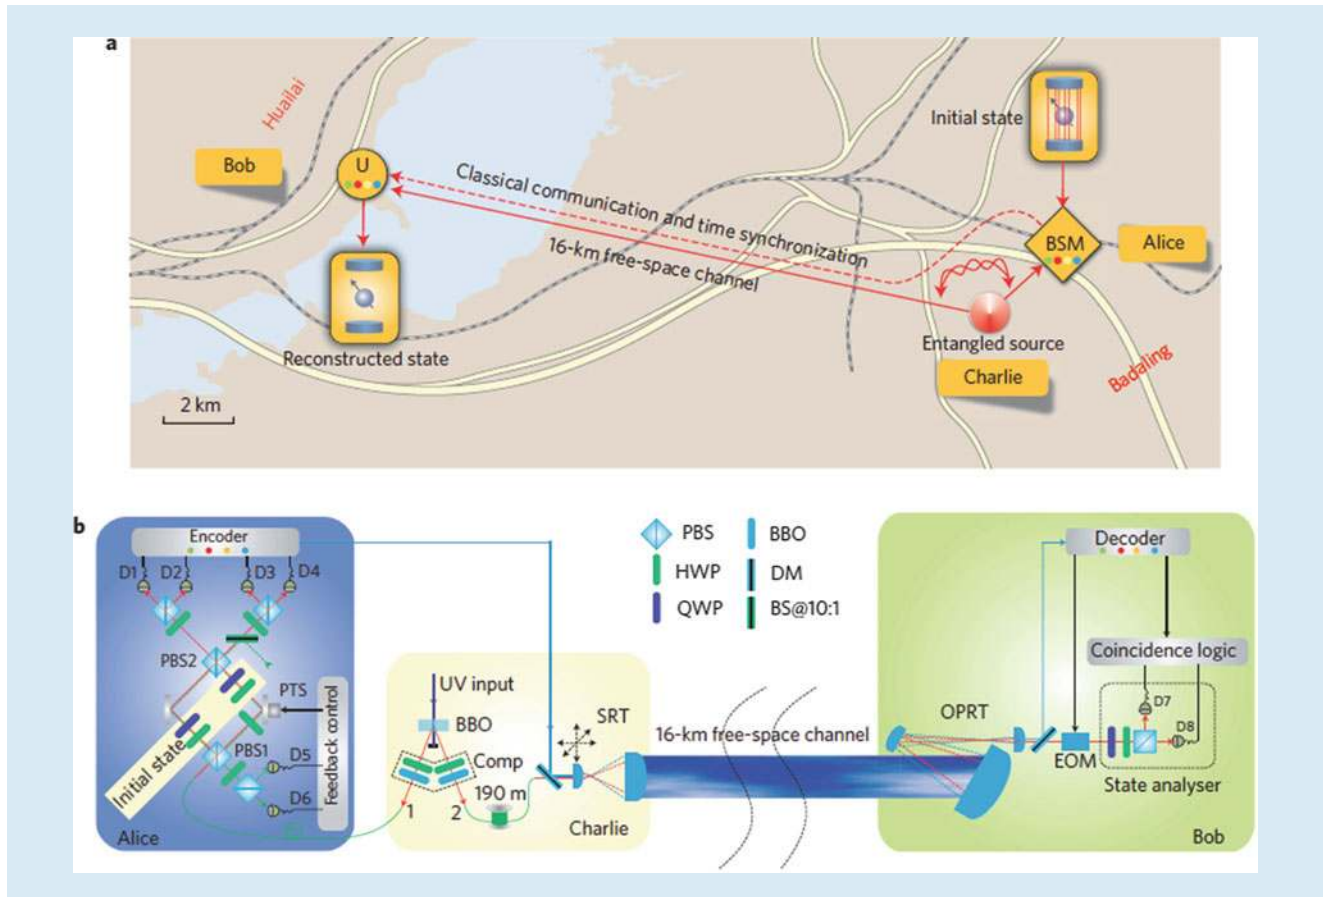 a
Huailai
Bob
U
Reconstructed state
2 km
Classical communication and time synchronization
16-km free-space channel
Initial state
BSM
Alice
Entangled source
Charlie
Badaling
b
Encoder
D1
D2
D3
D4
PBS2
PTS
PBS1
D5
D6
Initial state
Feedback control
Alice
PBS
BBO
HWP
DM
QWP
BS@10:1
UV input
BBO
Comp
190 m
1
2
SRT
Charlie
16-km free-space channel
OPRT
Decoder
Coincidence logic
D7
D8
EOM
State analyser
Bob